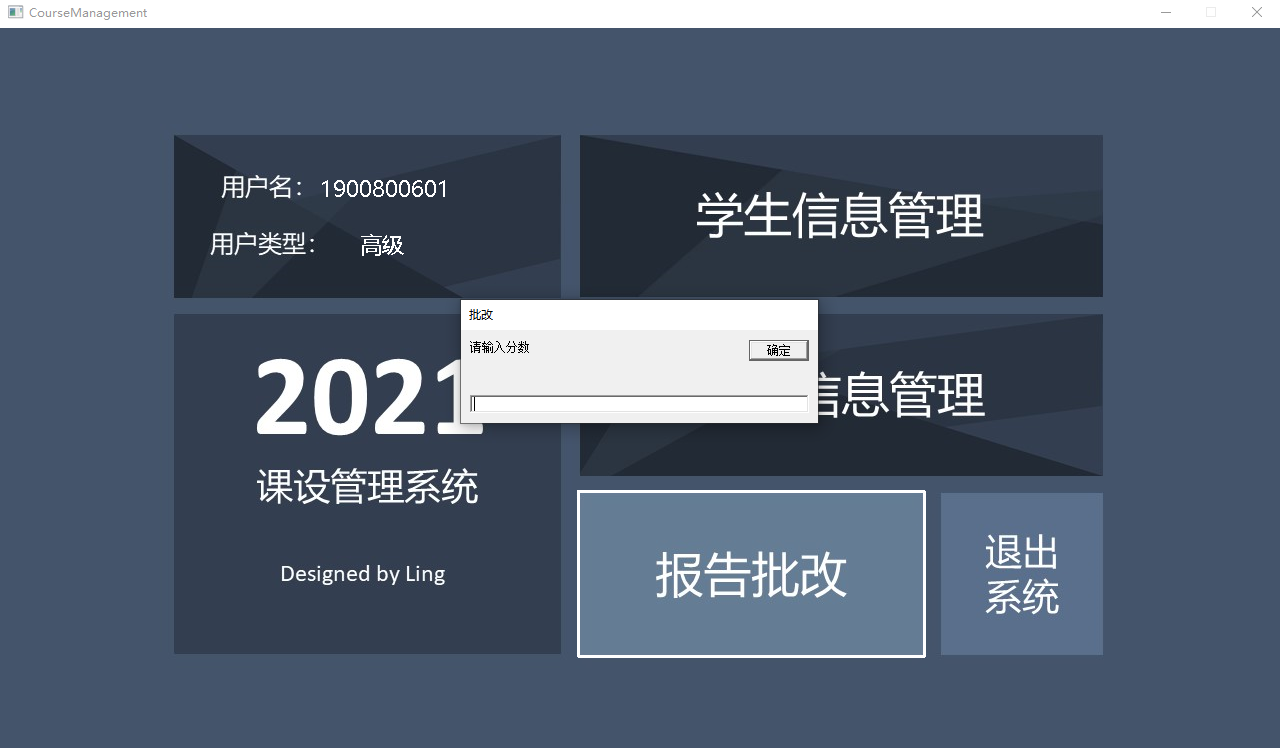 CourseManagement
用户名： 1900800601
用户类型： 高级
学生信息管理
批改
请输入分数
确定
2021
课设管理系统
Designed by Ling
信息管理
报告批改
退出
系统